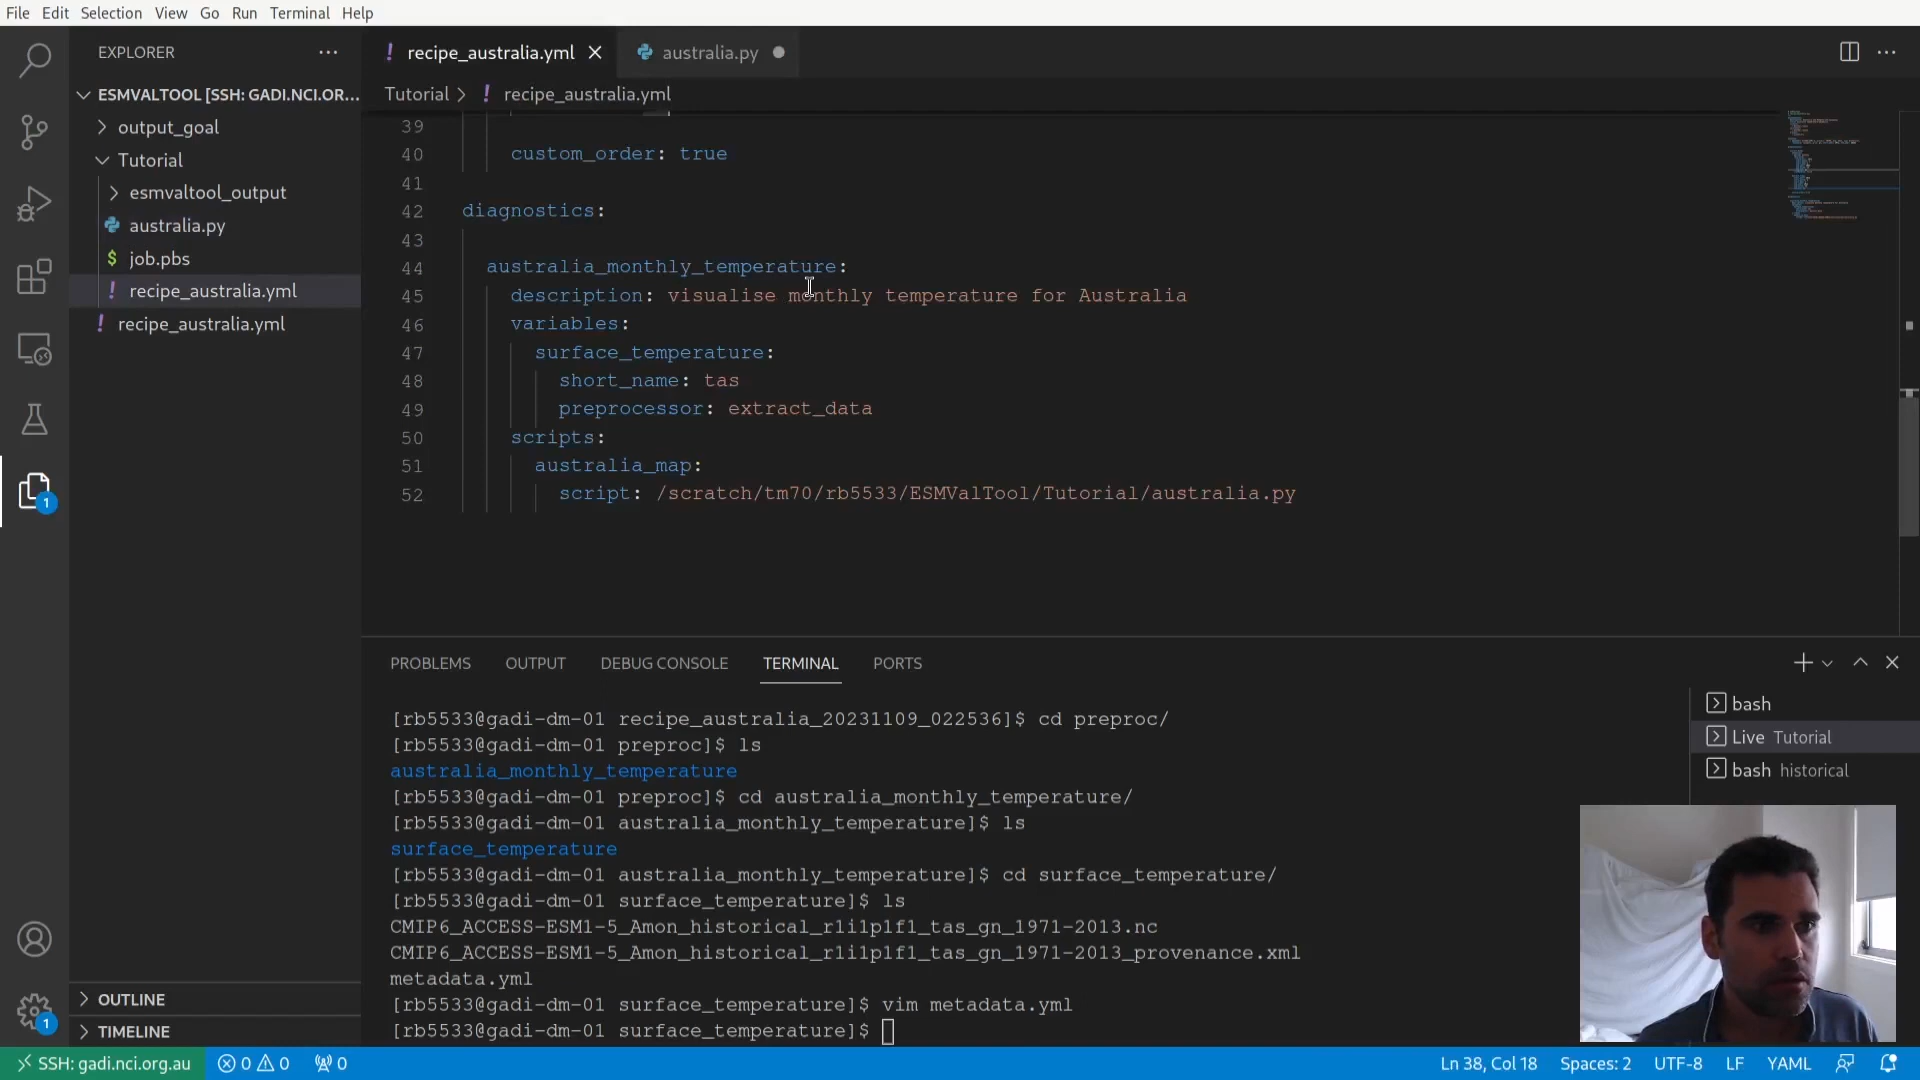 File Edit Selection View Go Run Terminal Help
EXPLORER
recipe_australia.yml
australia.py
ESMVALTOOL [SSH: GADI.NCI.OR...
Tutorial
recipe_australia.yml
output_goal
Tutorial
esmvaltool_output
australia.py
$ job.pbs
! recipe_australia.yml
! recipe_australia.yml
39
40 custom_order: true
41
42 diagnostics:
43
44 australia_monthly_temperature:
45 description: visualise monthly temperature for Australia
46 variables:
47 surface_temperature:
48 short_name: tas
49 preprocessor: extract_data
50 scripts:
51 australia_map:
52 script: /scratch/tm70/rb5533/ESMValTool/Tutorial/australia.py
PROBLEMS OUTPUT DEBUG CONSOLE TERMINAL PORTS
[rb5533@gadi-dm-01 recipe_australia_20231109_022536]$ cd preproc/
[rb5533@gadi-dm-01 preproc]$ ls
australia_monthly_temperature
[rb5533@gadi-dm-01 preproc]$ cd australia_monthly_temperature/
[rb5533@gadi-dm-01 australia_monthly_temperature]$ ls
surface_temperature
[rb5533@gadi-dm-01 australia_monthly_temperature]$ cd surface_temperature/
[rb5533@gadi-dm-01 surface_temperature]$ ls
CMIP6_ACCESS-ESM1-5_Amon_historical_r1i1p1f1_tas_gn_1971-2013.nc
CMIP6_ACCESS-ESM1-5_Amon_historical_r1i1p1f1_tas_gn_1971-2013_provenance.xml
metadata.yml
[rb5533@gadi-dm-01 surface_temperature]$ vim metadata.yml
[rb5533@gadi-dm-01 surface_temperature]$
bash
Live Tutorial
bash historical
1
OUTLINE
TIMELINE
1
SSH: gadi.nci.org.au 0 0 0
Ln 38, Col 18 Spaces: 2 UTF-8 LF YAML